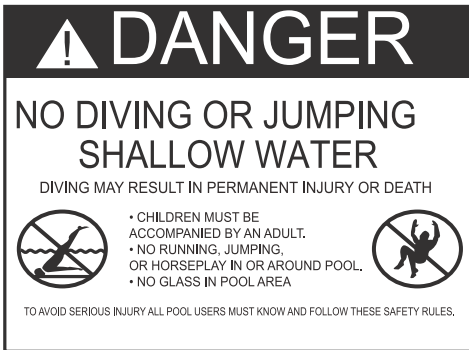 DANGER
NO DIVING OR JUMPING
SHALLOW WATER
DIVING MAY RESULT IN PERMANENT INJURY OR DEATH
• CHILDREN MUST BE
ACCOMPANIED BY AN ADULT.
• NO RUNNING, JUMPING,
OR HORSEPLAY IN OR AROUND POOL.
• NO GLASS IN POOL AREA
TO AVOID SERIOUS INJURY ALL POOL USERS MUST KNOW AND FOLLOW THESE SAFETY RULES.